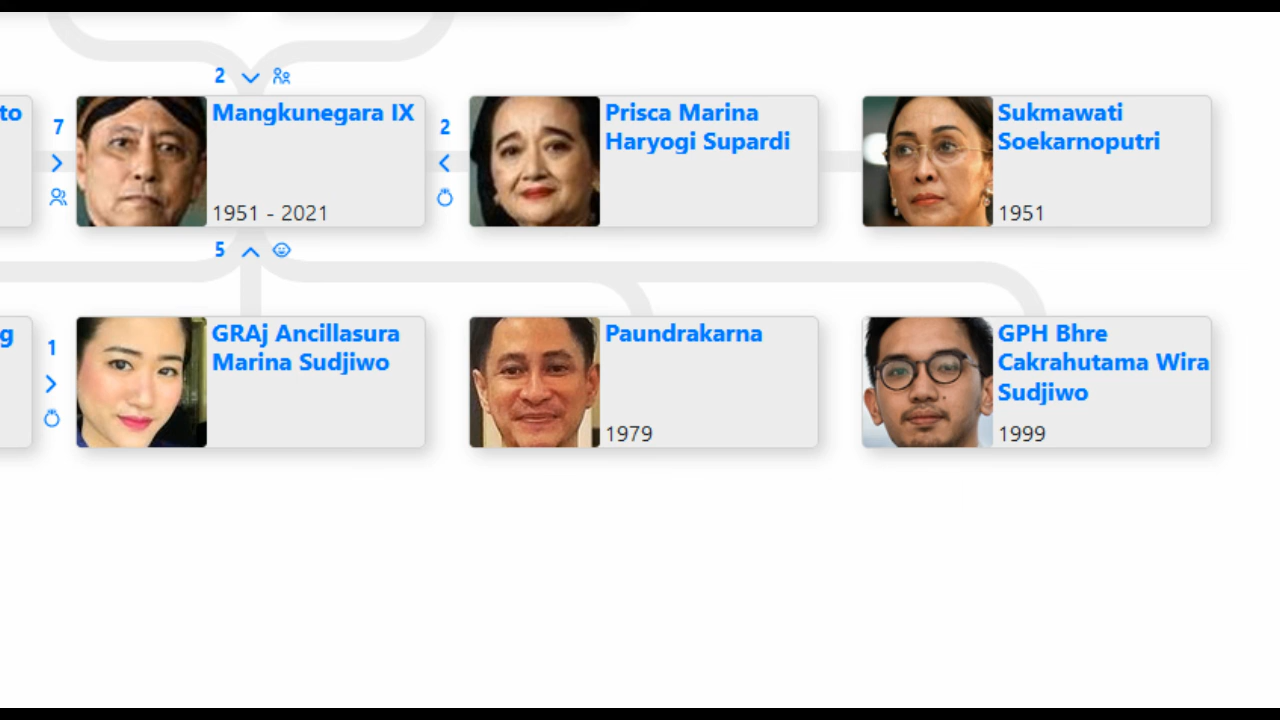 2
to
7
Mangkunegara IX
1951 - 2021
2
Prisca Marina
Haryogi Supardi
Sukmawati
Soekarnoputri
1951
5
g
1
GRAj Ancillasura
Marina Sudjiwo
Paundrakarna
1979
GPH Bhre
Cakrahutama Wira
Sudjiwo
1999